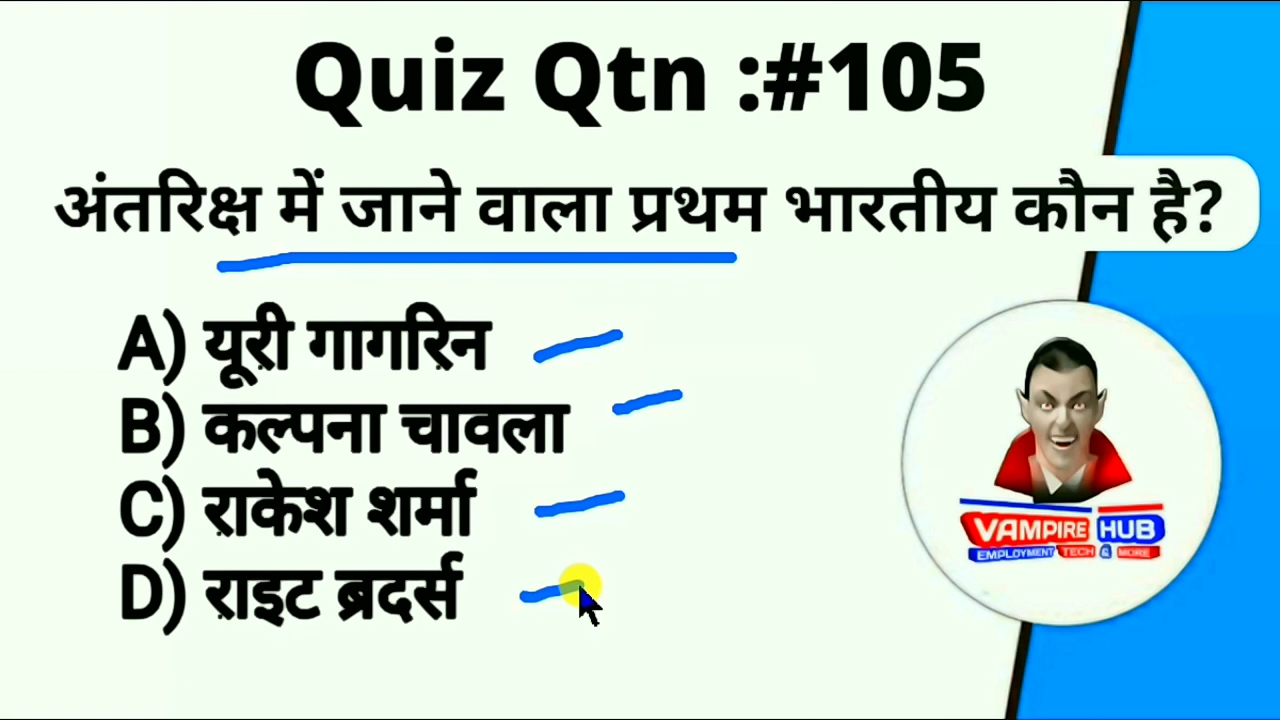 Quiz Qtn :#105
अंतरिक्ष में जाने वाला प्रथम भारतीय कौन है?
A) यूरी गागरिन
B) कल्पना चावला
C) राकेश शर्मा
D) राइट ब्रदर्स
VAMPIRE HUB
EMPLOYMENT TECH & MORE